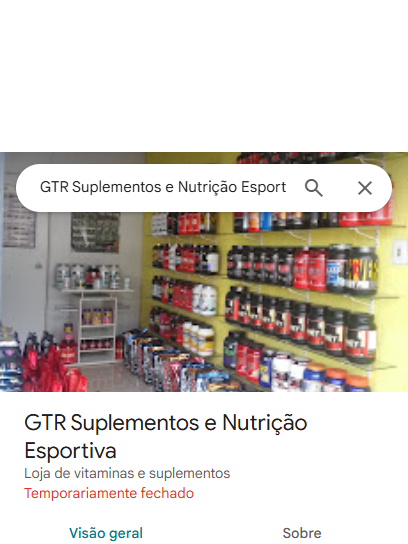 GTR Suplementos e Nutrição Esport
GTR Suplementos e Nutrição
Esportiva
Loja de vitaminas e suplementos
Temporariamente fechado
Visão geral
Sobre